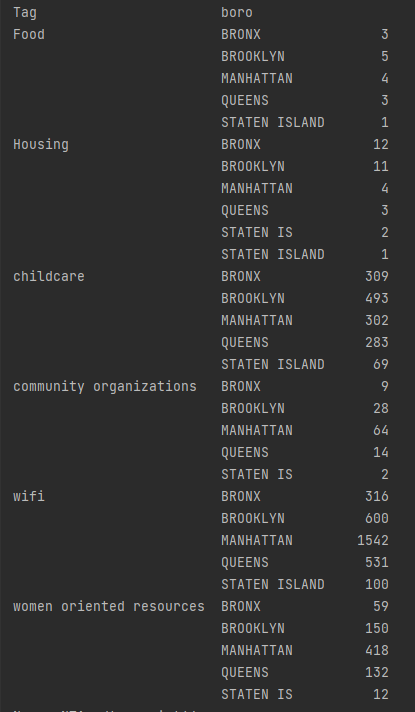 Tag boro
Food BRONX 3
BROOKLYN 5
MANHATTAN 4
QUEENS 3
STATEN ISLAND 1
Housing BRONX 12
BROOKLYN 11
MANHATTAN 4
QUEENS 3
STATEN IS 2
STATEN ISLAND 1
childcare BRONX 309
BROOKLYN 493
MANHATTAN 302
QUEENS 283
STATEN ISLAND 69
community organizations BRONX 9
BROOKLYN 28
MANHATTAN 64
QUEENS 14
STATEN IS 2
wifi BRONX 316
BROOKLYN 600
MANHATTAN 1542
QUEENS 531
STATEN ISLAND 100
women oriented resources BRONX 59
BROOKLYN 150
MANHATTAN 418
QUEENS 132
STATEN IS 12